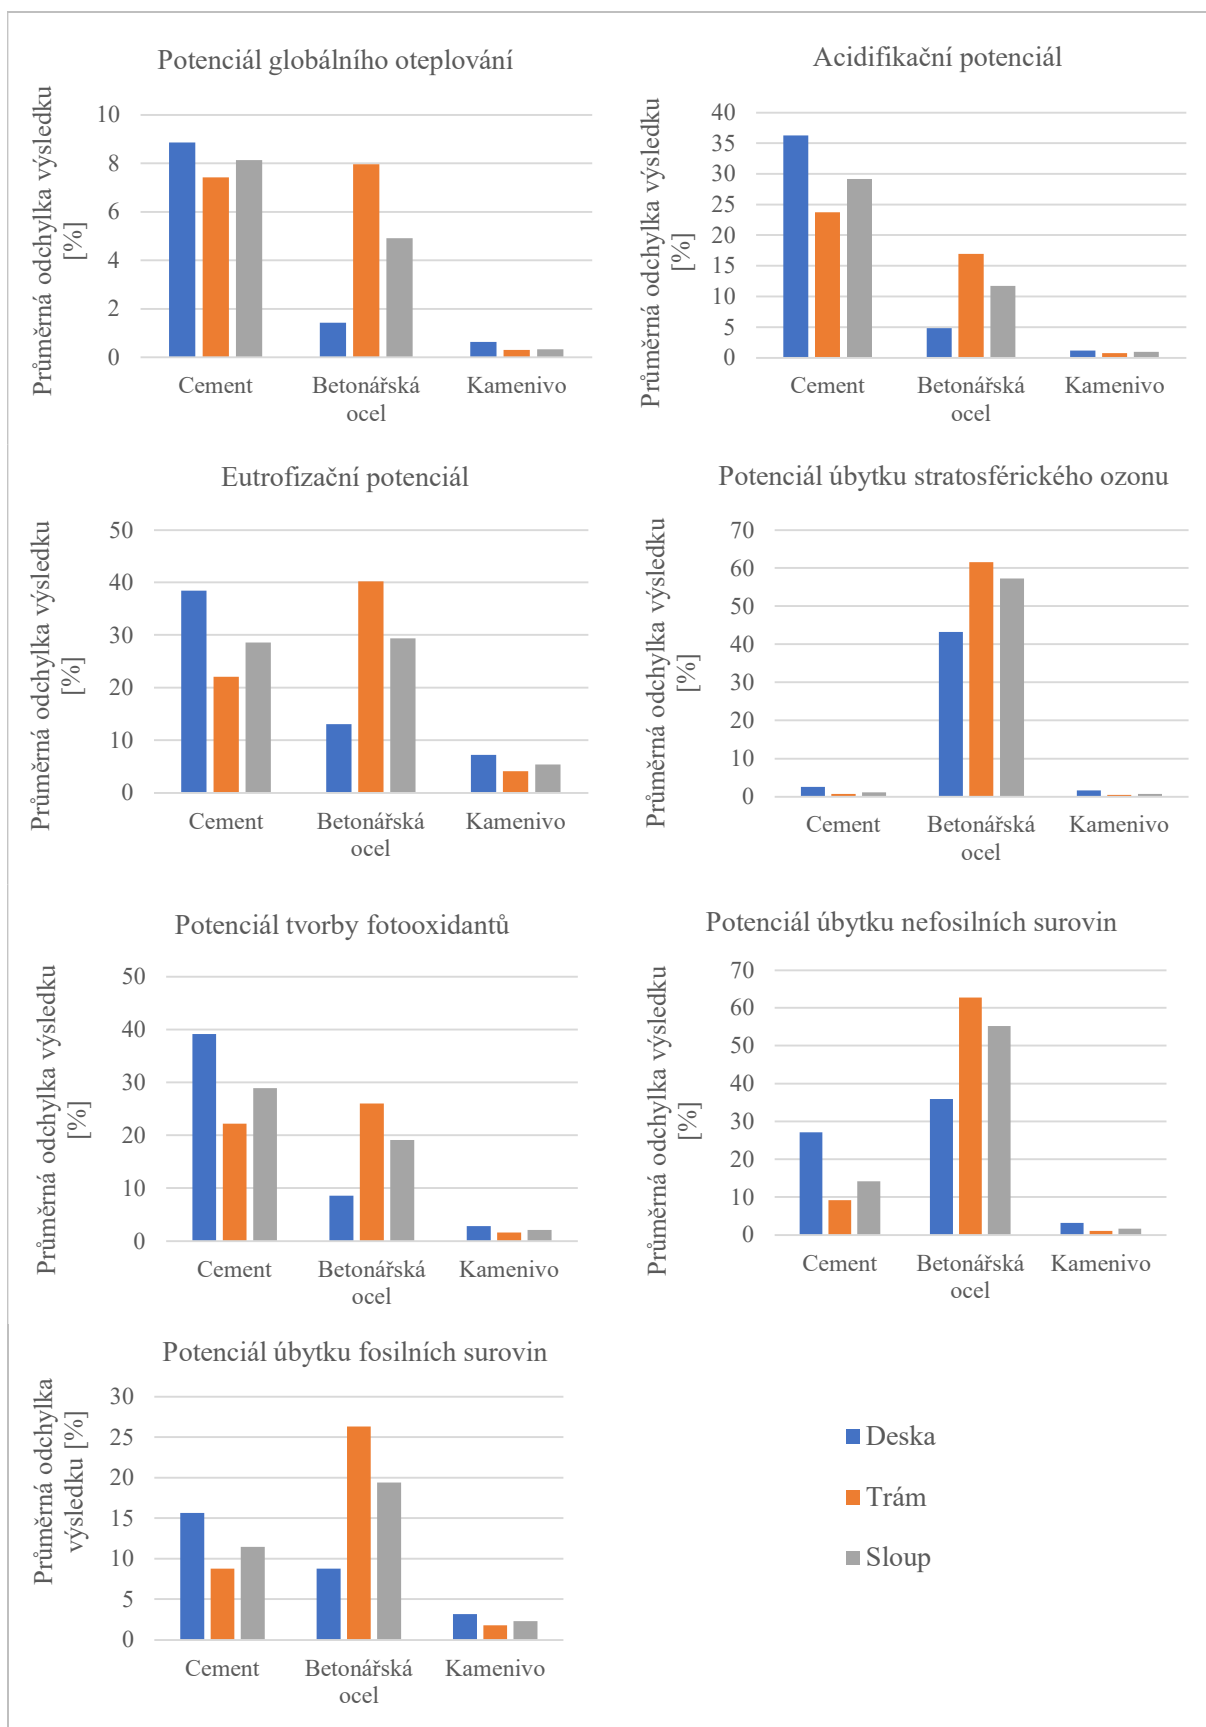 Potenciál globálního oteplování
Průměrná odchylka výsledku
[%]
10
8
6
4
2
0
Cement
Betonářská
ocel
Kamenivo
Acidifikační potenciál
Průměrná odchylka výsledku
[%]
40
35
30
25
20
15
10
5
0
Cement
Betonářská
ocel
Kamenivo
Eutrofizační potenciál
Průměrná odchylka výsledku
[%]
50
40
30
20
10
0
Cement
Betonářská
ocel
Kamenivo
Potenciál úbytku stratosférického ozonu
Průměrná odchylka výsledku
[%]
70
60
50
40
30
20
10
0
Cement
Betonářská
ocel
Kamenivo
Potenciál tvorby fotooxidantů
Průměrná odchylka výsledku
[%]
50
40
30
20
10
0
Cement
Betonářská
ocel
Kamenivo
Potenciál úbytku nefosilních surovin
Průměrná odchylka výsledku
[%]
70
60
50
40
30
20
10
0
Cement
Betonářská
ocel
Kamenivo
Potenciál úbytku fosilních surovin
Průměrná odchylka
výsledku [%]
30
25
20
15
10
5
0
Cement
Betonářská
ocel
Kamenivo
Deska
Trám
Sloup